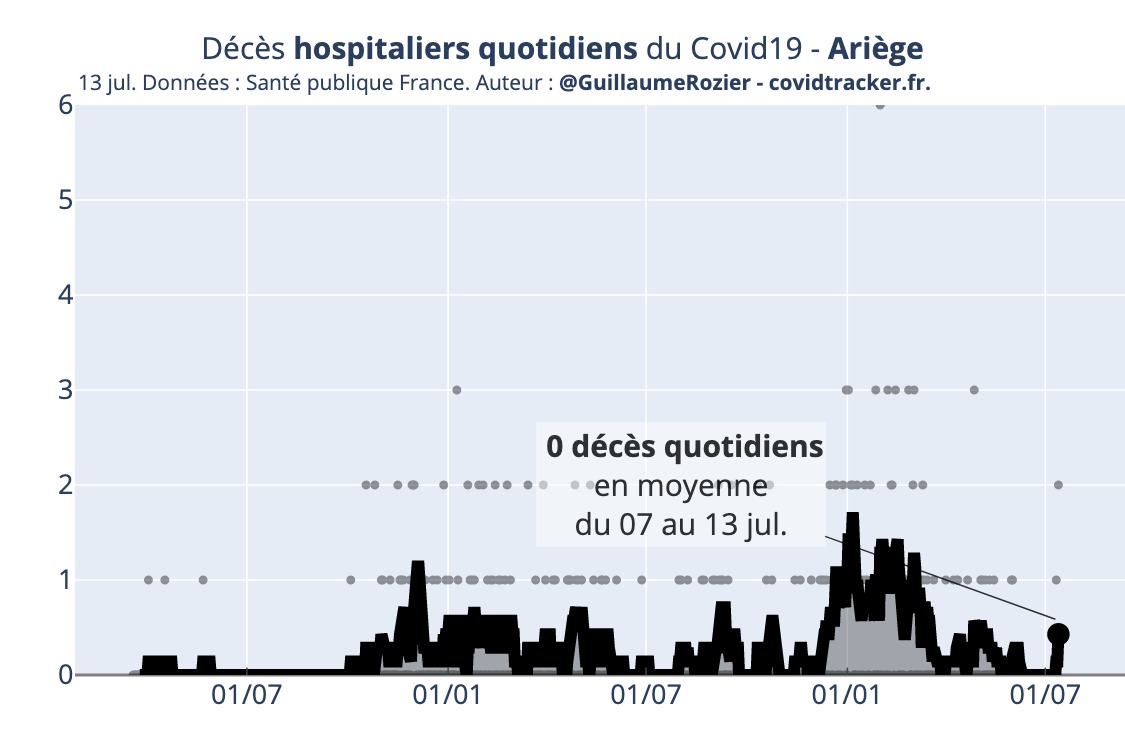 Décès hospitaliers quotidiens du Covid19 - Ariège
13 jul. Données : Santé publique France. Auteur : @GuillaumeRozier - covidtracker.fr.
6
5
4
3
0 décès quotidiens
2
en moyenne
du 07 au 13 jul.
1
0
01/07
01/01
01/07
01/01
01/07